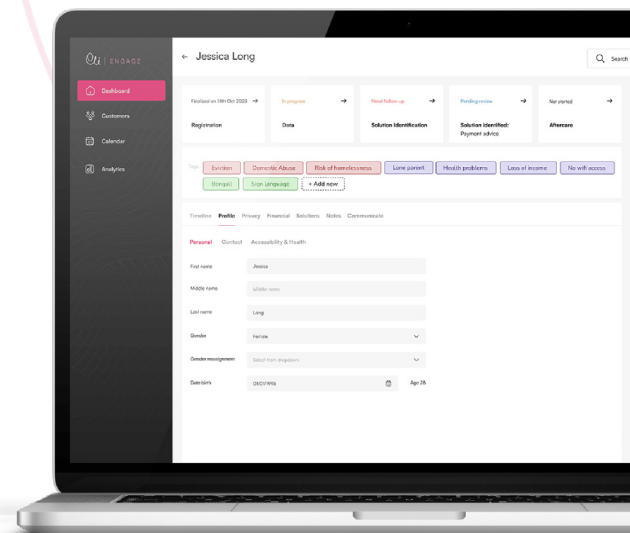 Oli | ENGAGE
← Jessica Long
Search
Dashboard
Customers
Calendar
Analytics
Finalised on 18th Oct 2023 →
In progress →
Need follow-up →
Pending review →
Not started →
Registration
Data
Solution Identification
Solution identified:
Payment advice
Aftercare
Tags
Eviction
Domestic Abuse
Risk of homelessness
Lone parent
Health problems
Loss of income
No wifi access
Bengali
Sign Language
+ Add new
Timeline Profile Privacy Financial Solutions Notes Communicate
Personal Contact Accessibility & Health
First name Jessica
Middle name Middle name
Last name Long
Gender Female
Gender reassignment Select from dropdown
Date birth Age 28